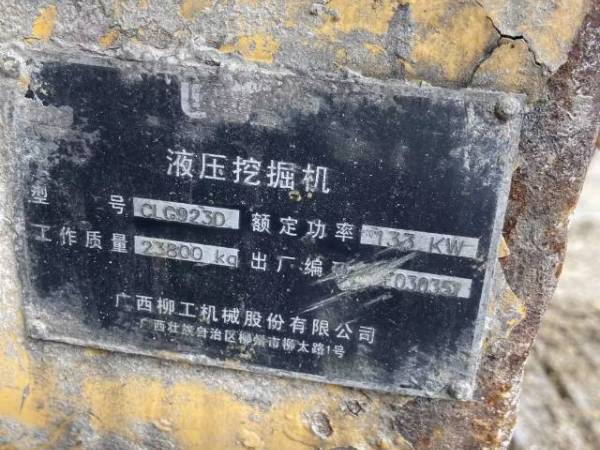 液压挖掘机
型号 CLG923D 额定功率 133 KW
工作质量 23800 kg 出厂编
广西柳工机械股份有限公司
广西壮族自治区柳州市柳太路1号